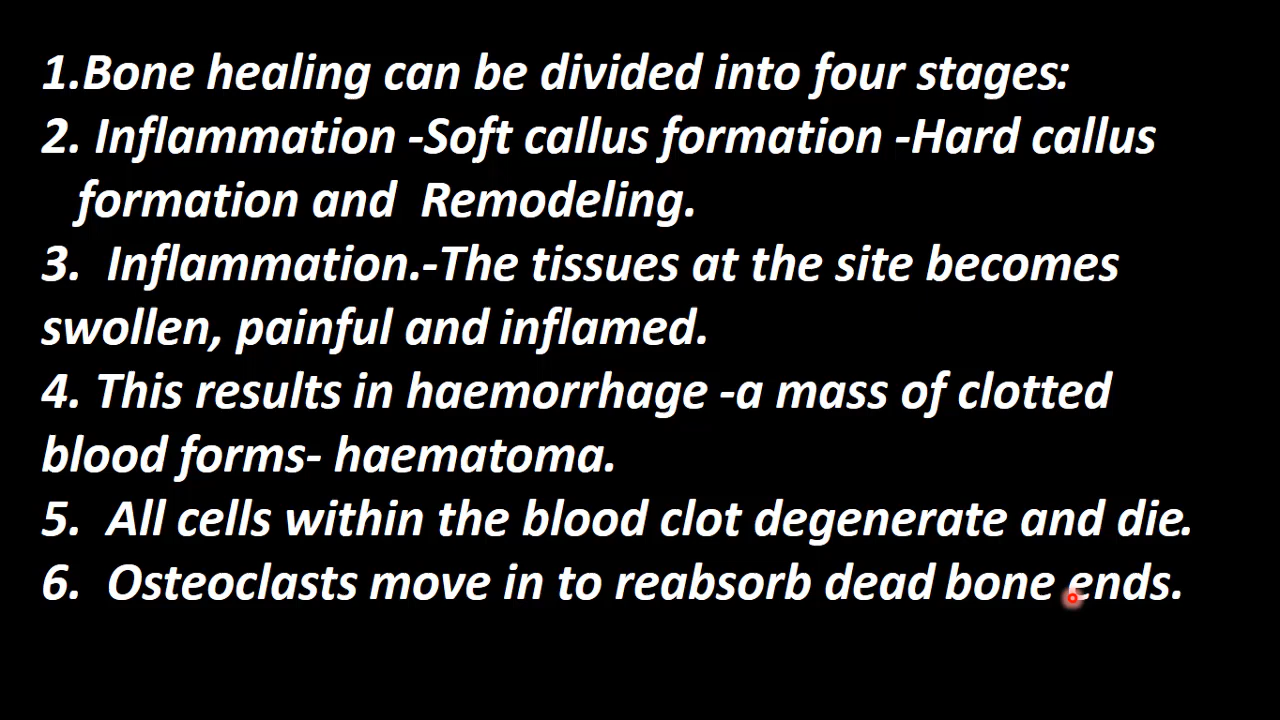 1.Bone healing can be divided into four stages:
2. Inflammation -Soft callus formation -Hard callus
formation and  Remodeling.
3.  Inflammation.-The tissues at the site becomes
swollen, painful and inflamed.
4. This results in haemorrhage -a mass of clotted
blood forms- haematoma.
5.  All cells within the blood clot degenerate and die.
6.  Osteoclasts move in to reabsorb dead bone ends.